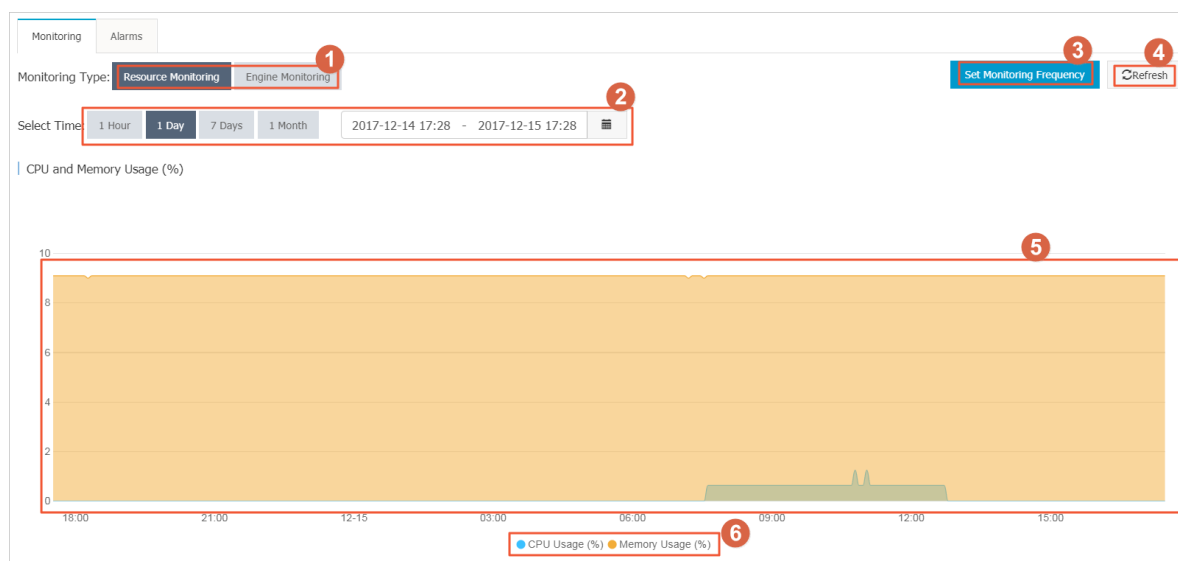 Monitoring Alarms
1
3
4
Monitoring Type: Resource Monitoring Engine Monitoring Set Monitoring Frequency Refresh
2
Select Time: 1 Hour 1 Day 7 Days 1 Month 2017-12-14 17:28 - 2017-12-15 17:28
CPU and Memory Usage (%)
5
10
8
6
4
2
0
18:00 21:00 12-15 03:00 06:00 09:00 12:00 15:00
6
CPU Usage (%) Memory Usage (%)